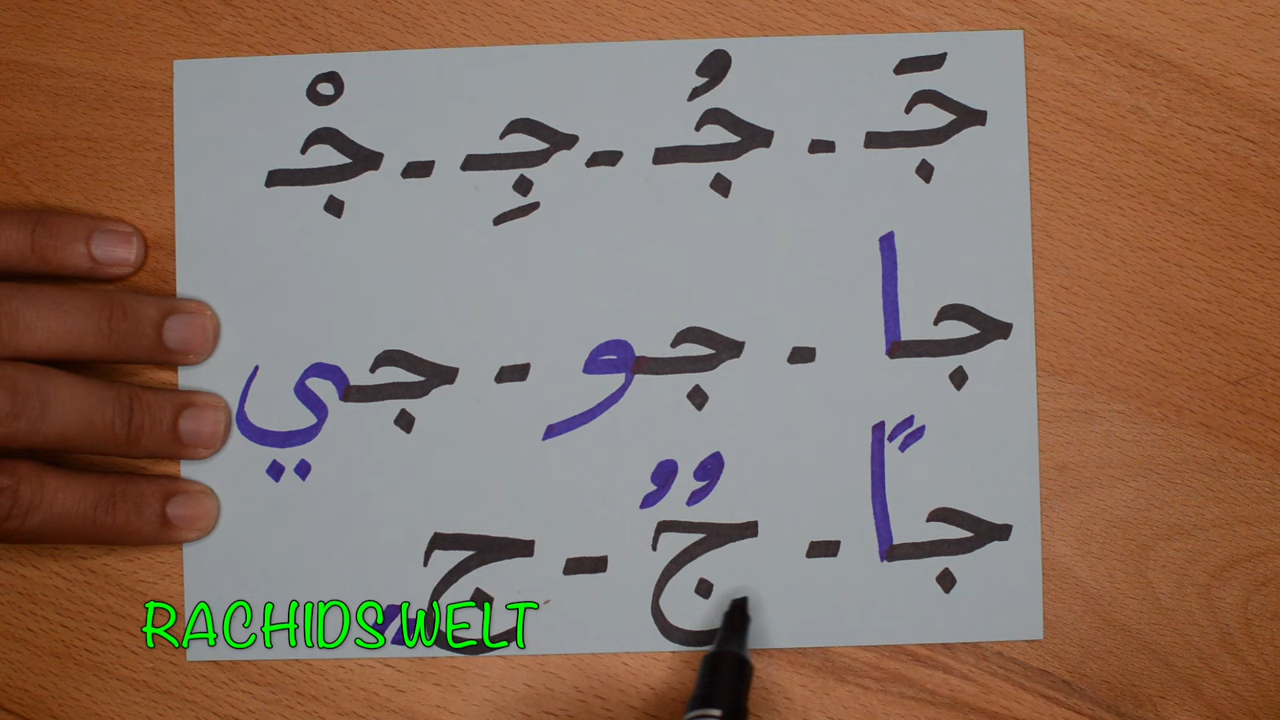 جَ - جُ - جِ - جْ
جا - جو - جي
جاً - جٌ - جٍ
RACHIDS WELT